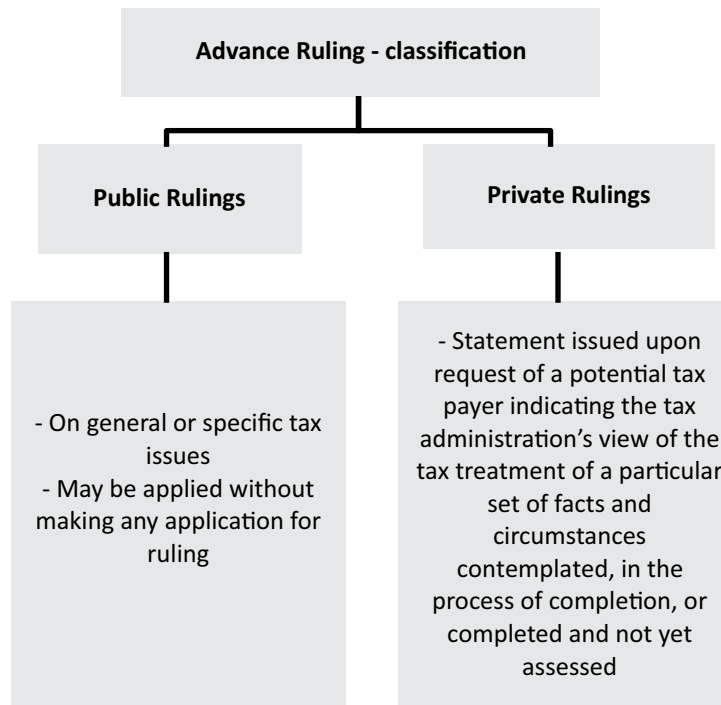 Advance Ruling - classification
Public Rulings
Private Rulings
- On general or specific tax
issues
- May be applied without
making any application for
ruling
- Statement issued upon
request of a potential tax
payer indicating the tax
administration's view of the
tax treatment of a particular
set of facts and
circumstances
contemplated, in the
process of completion, or
completed and not yet
assessed